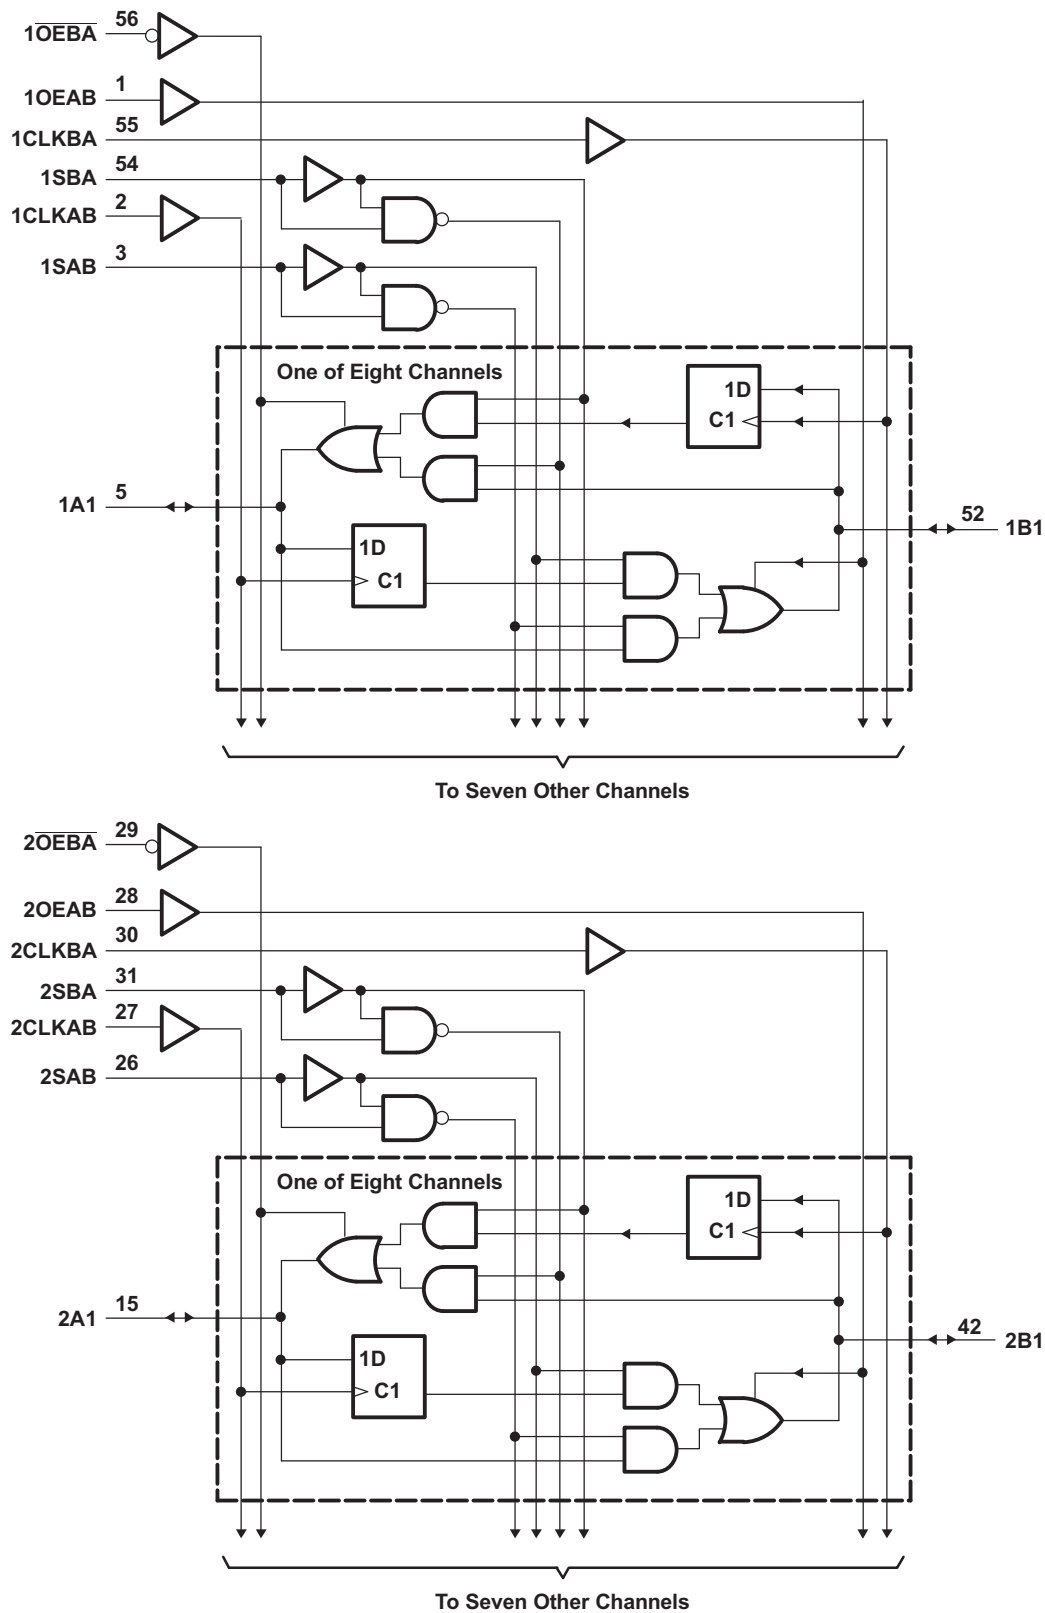 1O̅E̅B̅A̅ 56
1OEAB 1
1CLKBA 55
1SBA 54
1CLKAB 2
1SAB 3
One of Eight Channels
1D
C1
1A1 5
52 1B1
1D
C1
To Seven Other Channels
2O̅E̅B̅A̅ 29
2OEAB 28
2CLKBA 30
2SBA 31
2CLKAB 27
2SAB 26
One of Eight Channels
1D
C1
2A1 15
42 2B1
1D
C1
To Seven Other Channels